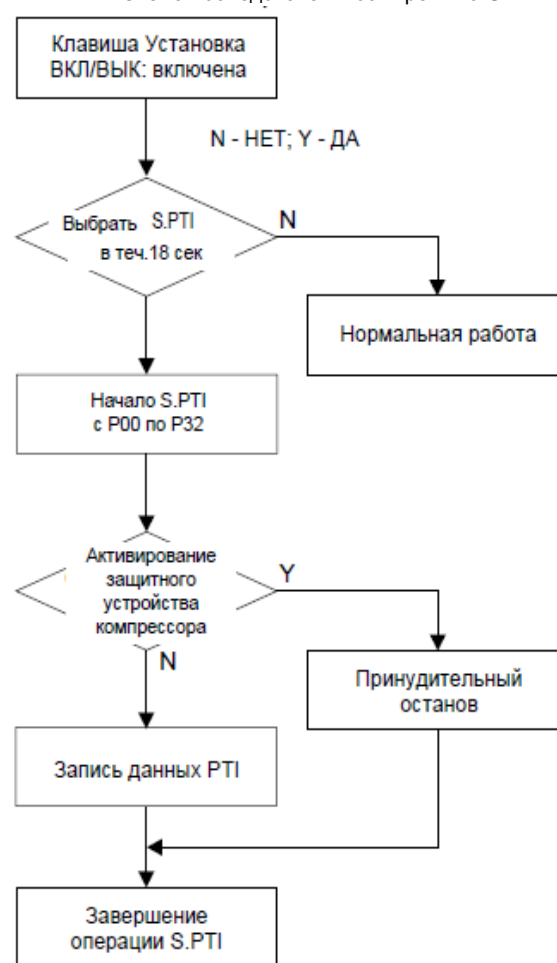 Клавиша Установка
ВКЛ/ВЫК: включена
N - НЕТ; Y - ДА
Выбрать S.PTI
в теч.18 сек
N
Нормальная работа
Начало S.PTI
с P00 по P32
Активирование
защитного
устройства
компрессора
Y
N
Принудительный
останов
Запись данных PTI
Завершение
операции S.PTI